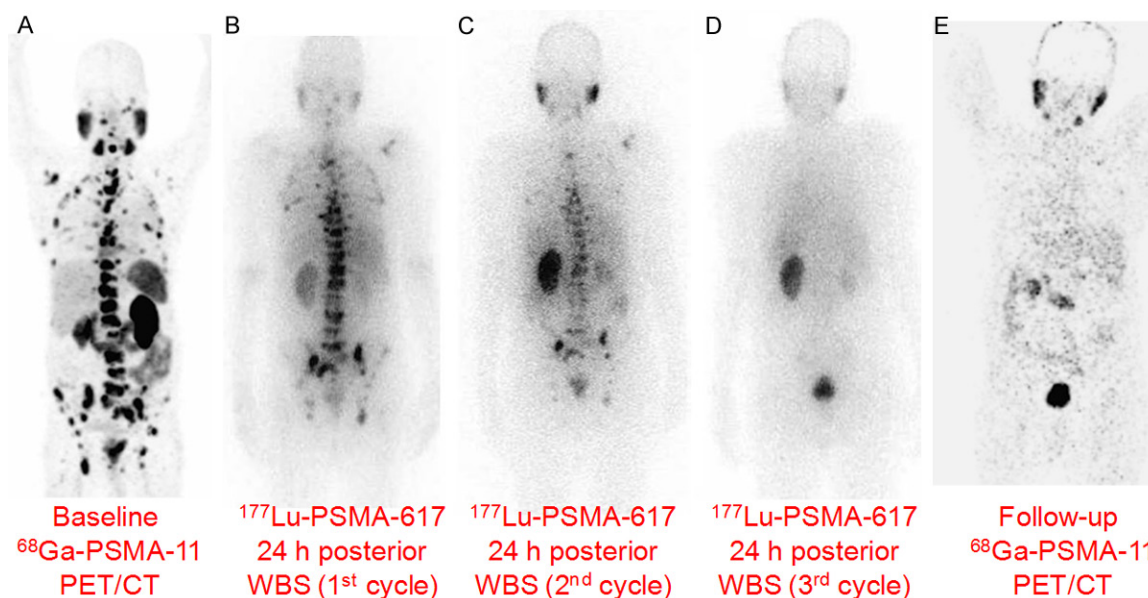 A
B
C
D
E
Baseline
⁶⁸Ga-PSMA-11
PET/CT
¹⁷⁷Lu-PSMA-617
24 h posterior
WBS (1ˢᵗ cycle)
¹⁷⁷Lu-PSMA-617
24 h posterior
WBS (2ⁿᵈ cycle)
¹⁷⁷Lu-PSMA-617
24 h posterior
WBS (3ʳᵈ cycle)
Follow-up
⁶⁸Ga-PSMA-11
PET/CT